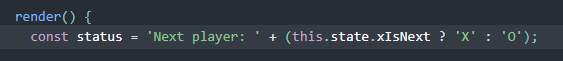 render() {
const status = 'Next player: ' + (this.state.xIsNext ? 'X' : 'O');